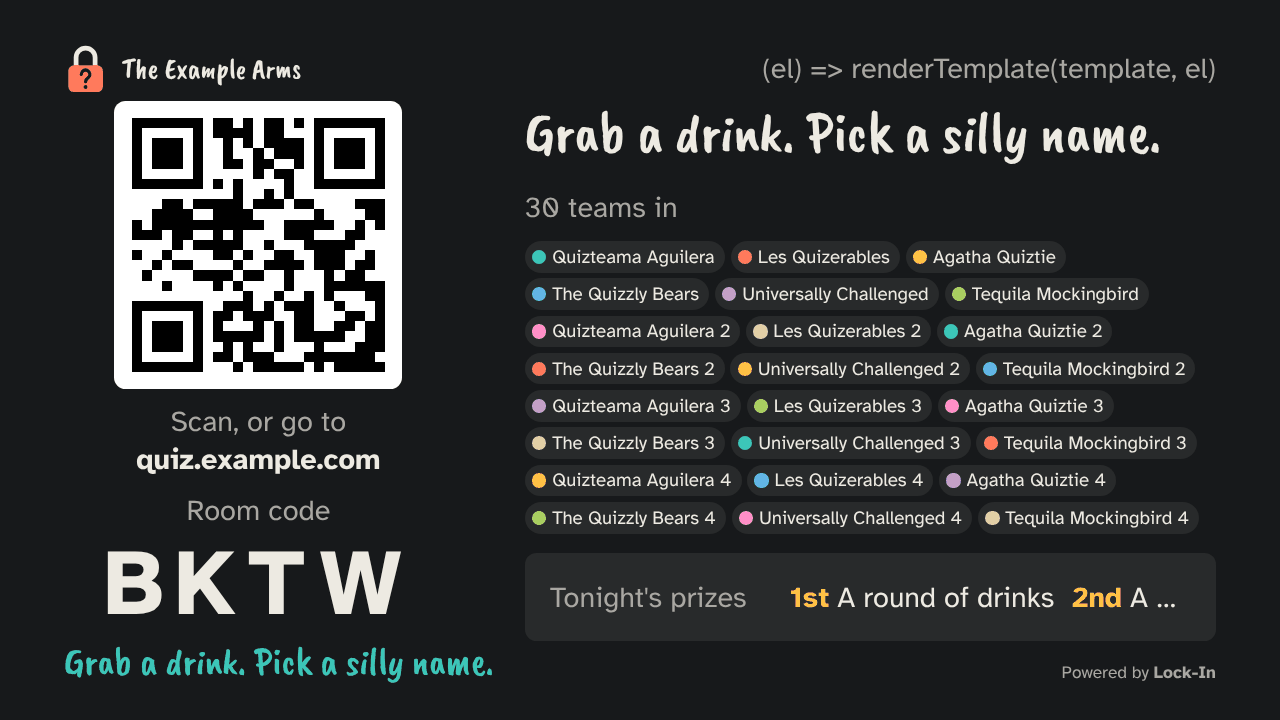 The Example Arms
(el) => renderTemplate(template, el)
Scan, or go to
quiz.example.com
Room code
BKTW
Grab a drink. Pick a silly name.
Grab a drink. Pick a silly name.
30 teams in
Quizteama Aguilera Les Quizerables Agatha Quiztie
The Quizzly Bears Universally Challenged Tequila Mockingbird
Quizteama Aguilera 2 Les Quizerables 2 Agatha Quiztie 2
The Quizzly Bears 2 Universally Challenged 2 Tequila Mockingbird 2
Quizteama Aguilera 3 Les Quizerables 3 Agatha Quiztie 3
The Quizzly Bears 3 Universally Challenged 3 Tequila Mockingbird 3
Quizteama Aguilera 4 Les Quizerables 4 Agatha Quiztie 4
The Quizzly Bears 4 Universally Challenged 4 Tequila Mockingbird 4
Tonight's prizes 1st A round of drinks 2nd A ...
Powered by Lock-In